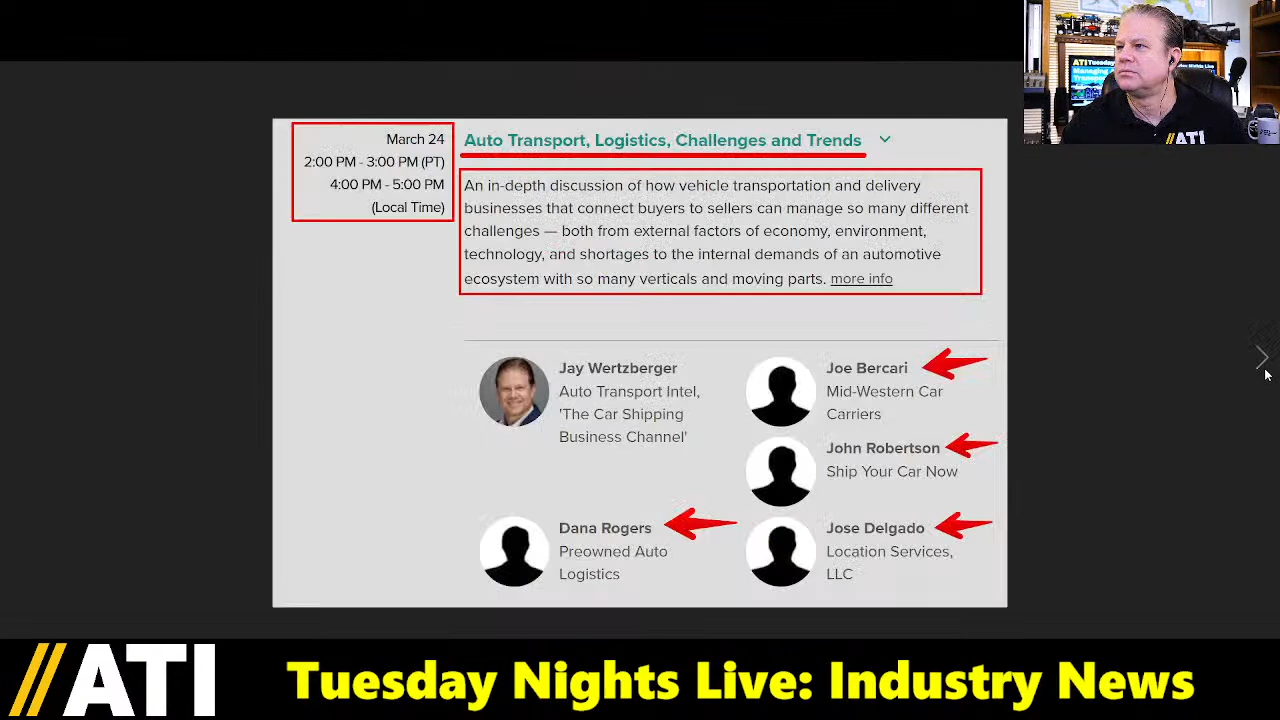 March 24
2:00 PM - 3:00 PM (PT)
4:00 PM - 5:00 PM
(Local Time)
Auto Transport, Logistics, Challenges and Trends
An in-depth discussion of how vehicle transportation and delivery
businesses that connect buyers to sellers can manage so many different
challenges — both from external factors of economy, environment,
technology, and shortages to the internal demands of an automotive
ecosystem with so many verticals and moving parts. more info
Jay Wertzberger
Auto Transport Intel,
'The Car Shipping
Business Channel'
Joe Bercari
Mid-Western Car
Carriers
John Robertson
Ship Your Car Now
Dana Rogers
Preowned Auto
Logistics
Jose Delgado
Location Services,
LLC
ATI Tuesday
Nights Live
ATI
//ATI
Tuesday Nights Live: Industry News